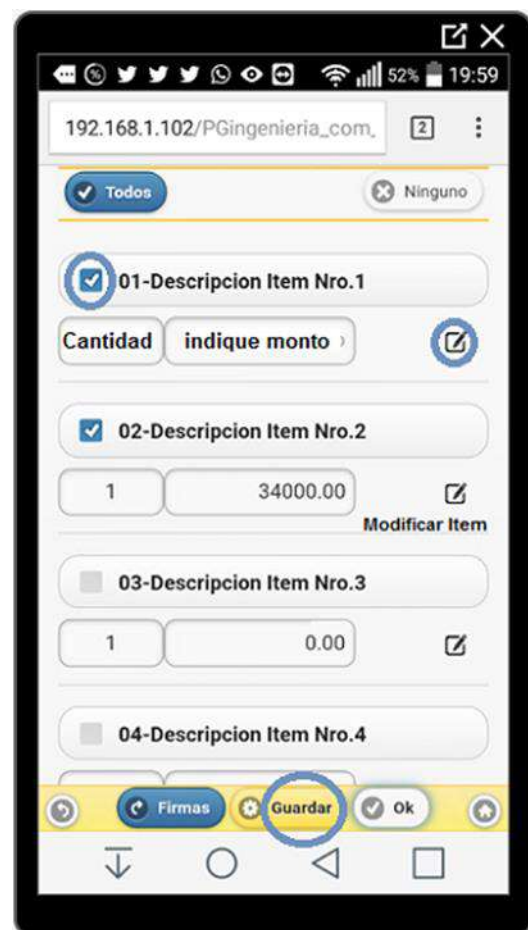 52% 19:59
192.168.1.102/PGingenieria_com_ 2
Todos Ninguno
01-Descripcion Item Nro.1
Cantidad indique monto
02-Descripcion Item Nro.2
1 34000.00
Modificar Item
03-Descripcion Item Nro.3
1 0.00
04-Descripcion Item Nro.4
Firmas Guardar Ok